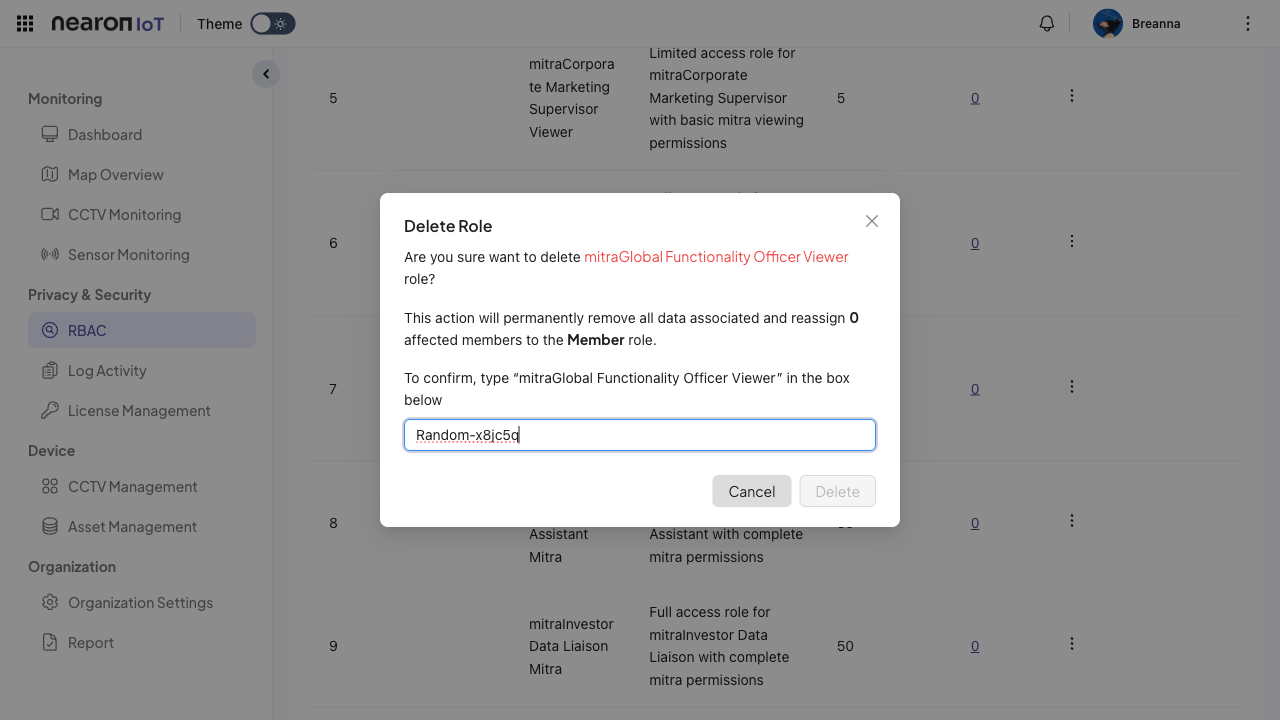 nearon IoT
Theme
Breanna
Monitoring
Dashboard
Map Overview
CCTV Monitoring
Sensor Monitoring
Privacy & Security
RBAC
Log Activity
License Management
Device
CCTV Management
Asset Management
Organization
Organization Settings
Report
5
mitraCorpora
te Marketing
Supervisor
Viewer
Limited access role for
mitraCorporate
Marketing Supervisor
with basic mitra viewing
permissions
5
0
6
0
7
0
8
Assistant
Mitra
Assistant with complete
mitra permissions
0
9
mitraInvestor
Data Liaison
Mitra
Full access role for
mitraInvestor Data
Liaison with complete
mitra permissions
50
0
Delete Role
Are you sure want to delete mitraGlobal Functionality Officer Viewer
role?
This action will permanently remove all data associated and reassign 0
affected members to the Member role.
To confirm, type “mitraGlobal Functionality Officer Viewer” in the box
below
Random-x8jc5q
Cancel
Delete